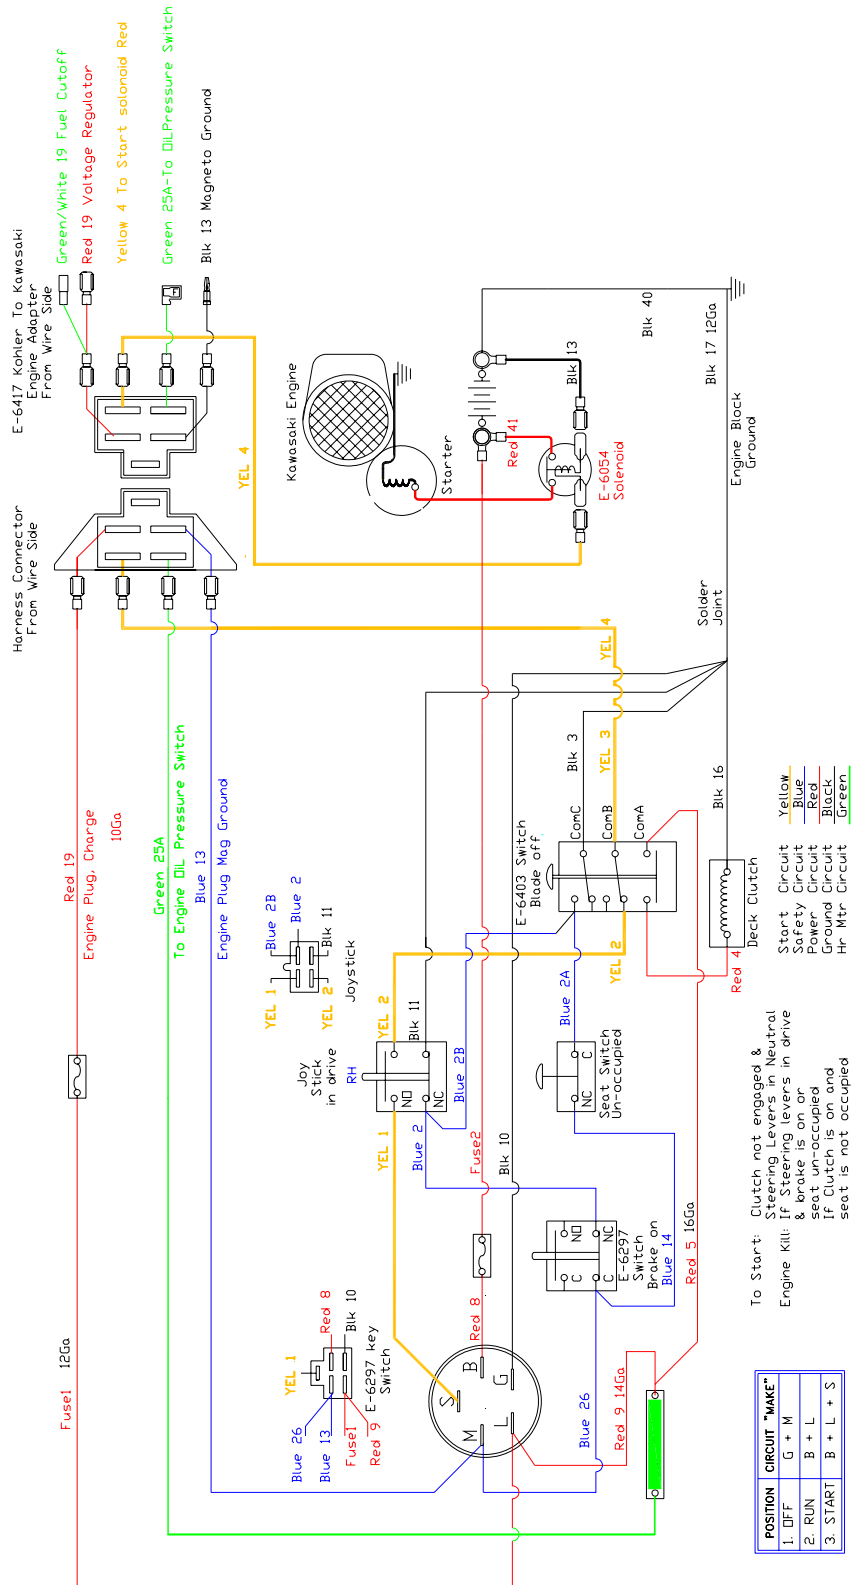 E-6417 Kohler To Kawasaki
Engine Adapter
From Wire Side
Green/White 19 Fuel Cutoff
Red 19 Voltage Regulator
Yellow 4 To Start solonoid Red
Green 25A-To OiLPressure Switch
Blk 13 Magneto Ground
Harness Connector
From Wire Side
YEL 4
Kawasaki Engine
Starter
Red 41
E-6054
Solenoid
Blk 13
Blk 40
Blk 17 12Ga
Engine Block
Ground
Solder
Joint
YEL 4
YEL 3
Blk 3
Blk 16
Red 19
Engine Plug, Charge
10Ga
Green 25A
To Engine OiL Pressure Switch
Blue 13
Engine Plug Mag Ground
Blue 2B
Blue 2
YEL 1
YEL 2
Blk 11
Joystick
E-6403 Switch
Blade off
ComC
ComB
ComA
Deck Clutch
Red 4
YEL 2
Blue 2A
Joy
Stick
in drive
RH
YEL 2
Blk 11
NO
NC
Blue 2B
YEL 1
Blue 2
Seat Switch
Un-occupied
NC
C
Fuse2
Blk 10
E-6297
Switch
Brake on
C
NO
C
NC
Blue 14
Red 5 16Ga
Fuse1
12Ga
YEL 1
Red 8
Blk 10
Blue 26
Blue 13
Fuse1
Red 9
E-6297 key
Switch
Red 8
S
B
M
G
L
Blue 26
Red 9 14Ga
Start Circuit Yellow
Safety Circuit Blue
Power Circuit Red
Ground Circuit Black
Hr Mtr Circuit Green
To Start: Clutch not engaged &
Steering Levers in Neutral
Engine Kill: If Steering levers in drive
& brake is on or
seat un-occupied
If Clutch is on and
seat is not occupied
POSITION CIRCUIT "MAKE"
1. OFF G + M
2. RUN B + L
3. START B + L + S